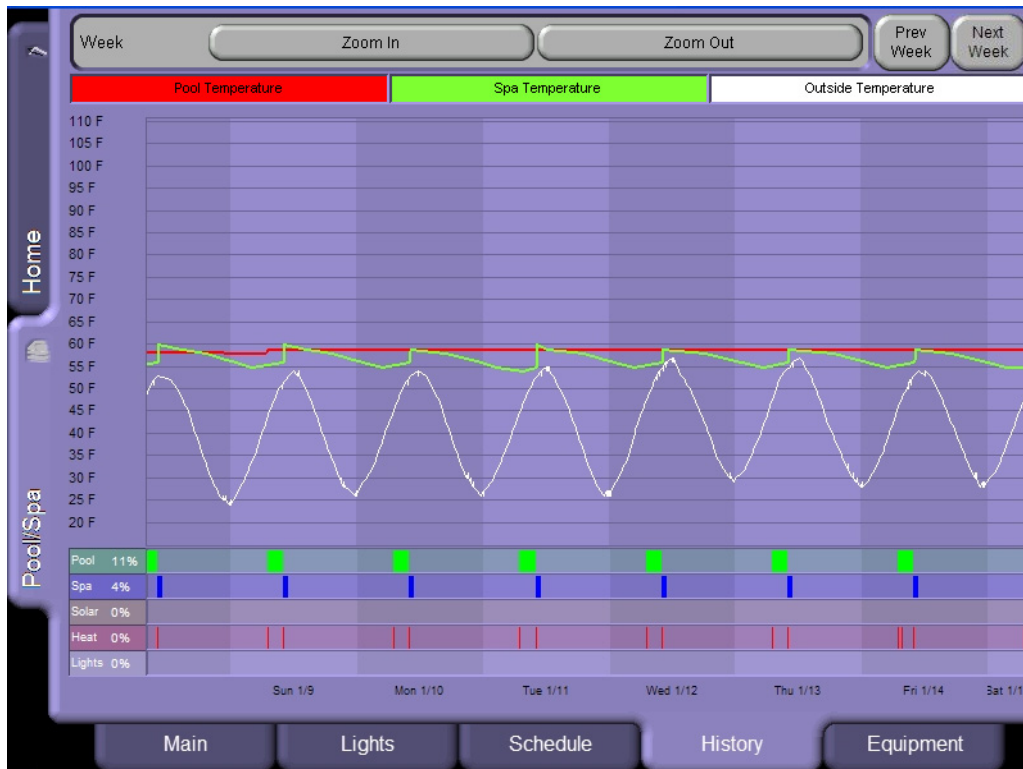 Week
Zoom In
Zoom Out
Prev
Week
Next
Week
Pool Temperature
Spa Temperature
Outside Temperature
110 F
105 F
100 F
95 F
90 F
85 F
80 F
75 F
70 F
65 F
60 F
55 F
50 F
45 F
40 F
35 F
30 F
25 F
20 F
Home
Pool/Spa
Pool 11%
Spa 4%
Solar 0%
Heat 0%
Lights 0%
Sun 1/9
Mon 1/10
Tue 1/11
Wed 1/12
Thu 1/13
Fri 1/14
Sat 1/1
Main
Lights
Schedule
History
Equipment